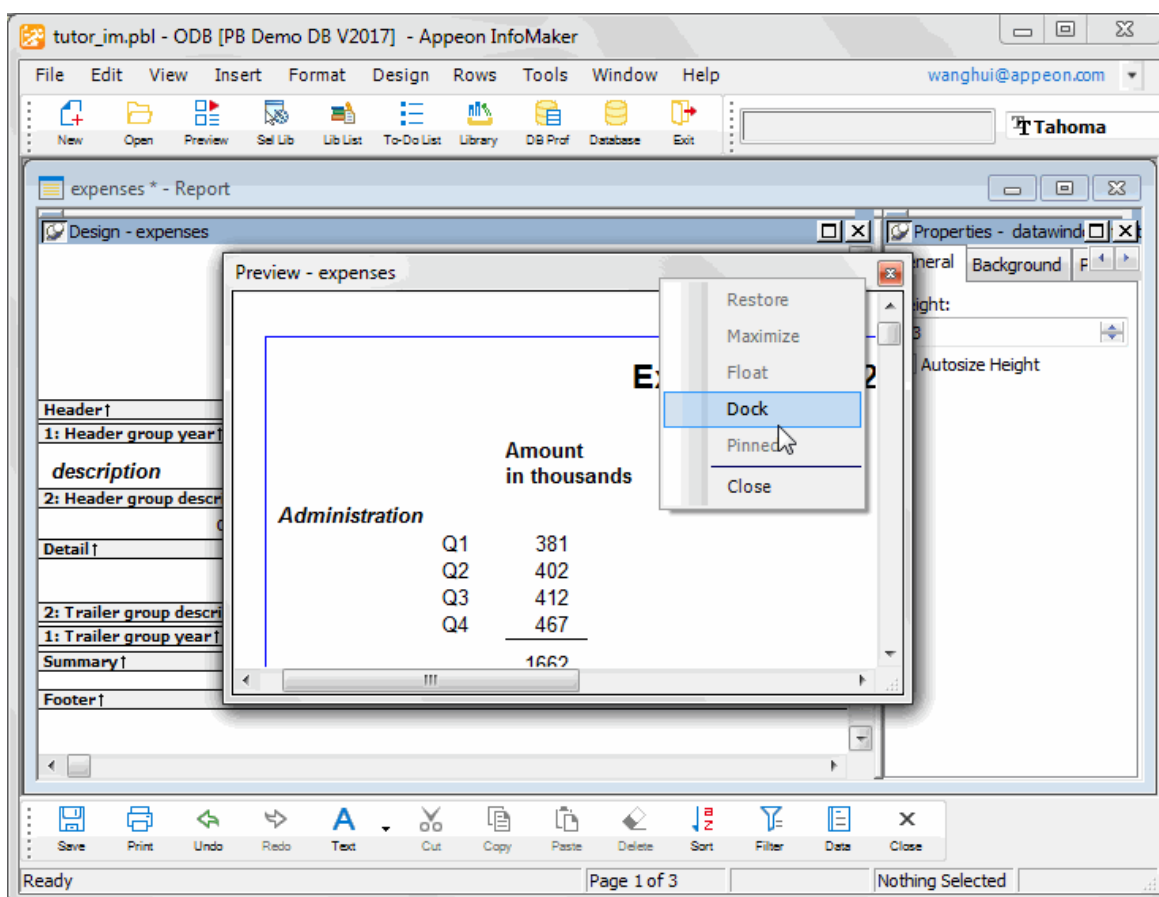 tutor_im.pbl - ODB [PB Demo DB V2017] - Appeon InfoMaker
File Edit View Insert Format Design Rows Tools Window Help wanghui@appeon.com
New Open Preview Sel Lib Lib List To-Do List Library DB Prof Database Exit Tahoma
expenses * - Report
Design - expenses
Properties - datawind
Preview - expenses
eneral Background
Restore
ight:
Maximize
3
Float
Autosize Height
Dock
Header↑
1: Header group year↑
Pinned
Amount
in thousands
description
Close
2: Header group descr
Administration
Q1 381
Detail↑
Q2 402
Q3 412
2: Trailer group descri
Q4 467
1: Trailer group year↑
Summary↑
1662
Footer↑
Save Print Undo Redo Text Cut Copy Paste Delete Sort Filter Data Close
Ready Page 1 of 3 Nothing Selected